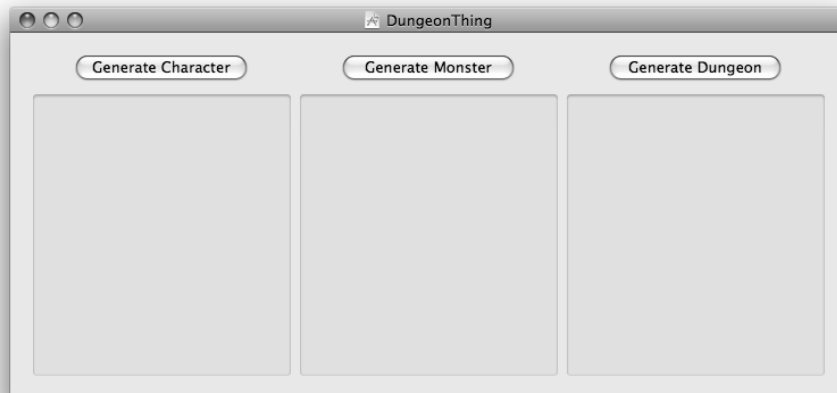 DungeonThing
Generate Character
Generate Monster
Generate Dungeon